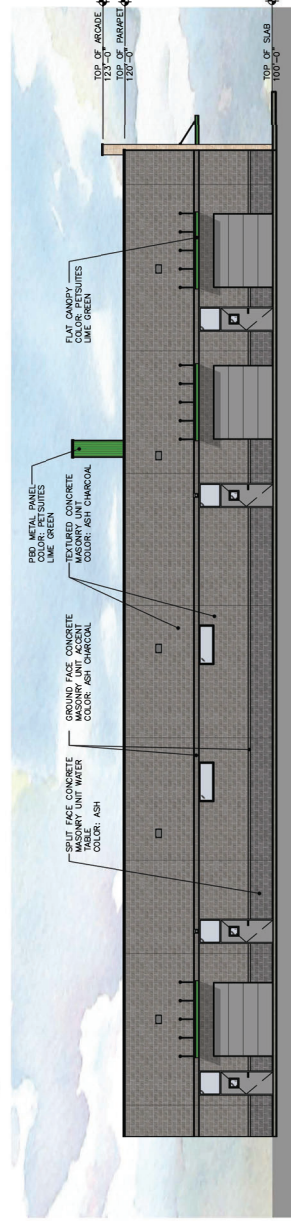 SPLIT FACE CONCRETE
MASONRY UNIT WATER
TABLE
COLOR: ASH
GROUND FACE CONCRETE
MASONRY UNIT ACCENT
COLOR: ASH CHARCOAL
PBD METAL PANEL
COLOR: PETSUITES
LIME GREEN
TEXTURED CONCRETE
MASONRY UNIT
COLOR: ASH CHARCOAL
FLAT CANOPY
COLOR: PETSUITES
LIME GREEN
TOP OF ARCADE
123'-0"
TOP OF PARAPET
120'-0"
TOP OF SLAB
100'-0"